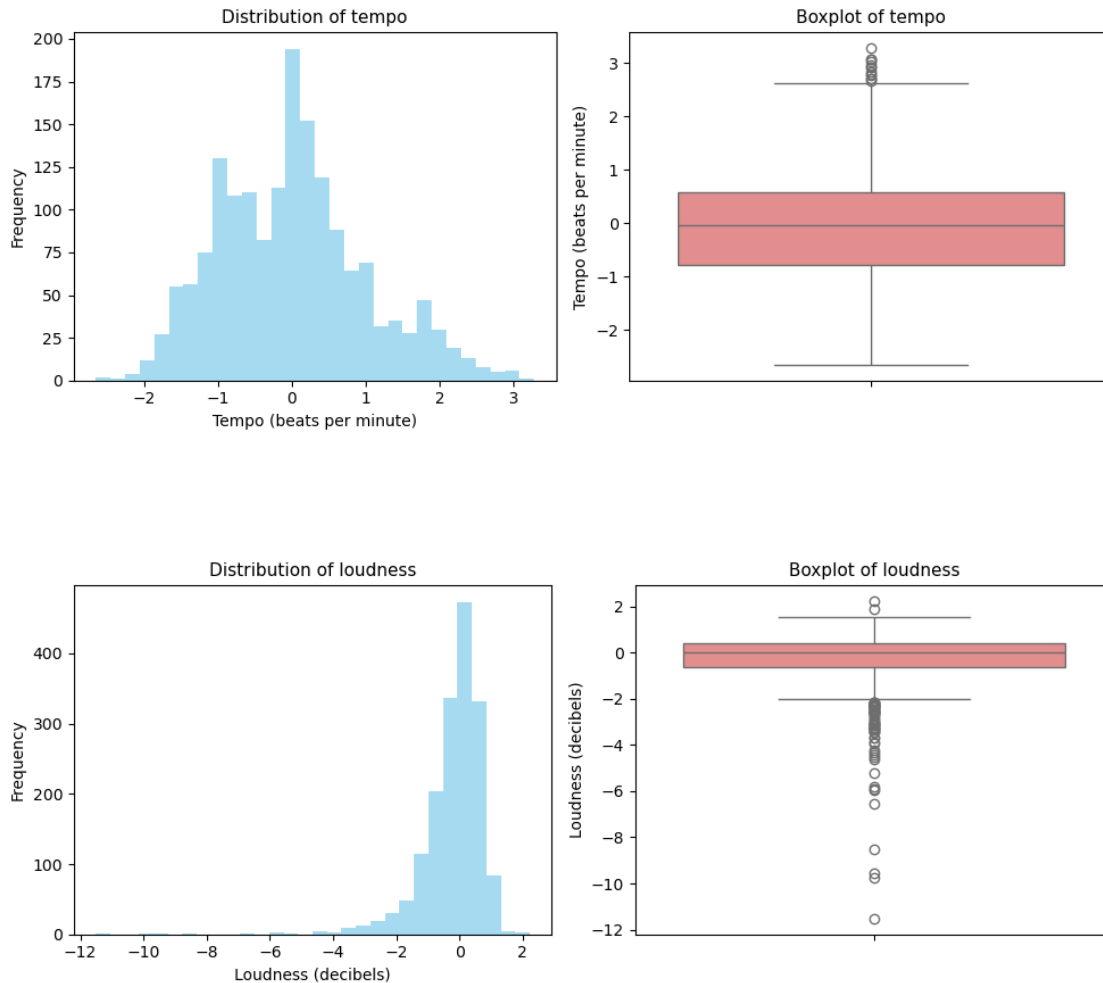 Distribution of tempo
200
175
150
125
100
75
50
25
0
Frequency
−2 −1 0 1 2 3
Tempo (beats per minute)
Boxplot of tempo
3
2
1
0
−1
−2
Tempo (beats per minute)
Distribution of loudness
400
300
200
100
0
Frequency
−12 −10 −8 −6 −4 −2 0 2
Loudness (decibels)
Boxplot of loudness
2
0
−2
−4
−6
−8
−10
−12
Loudness (decibels)